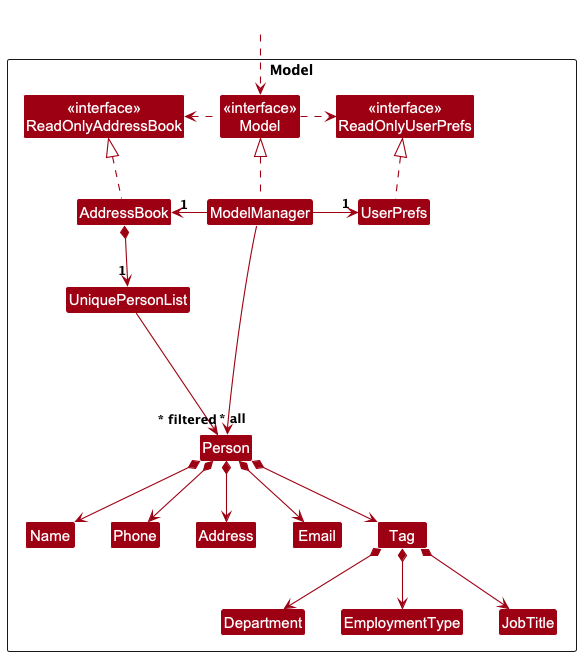 Model
«interface»
ReadOnlyAddressBook
«interface»
Model
«interface»
ReadOnlyUserPrefs
AddressBook
1
ModelManager
1
UserPrefs
1
UniquePersonList
* filtered
* all
Person
Name
Phone
Address
Email
Tag
Department
EmploymentType
JobTitle